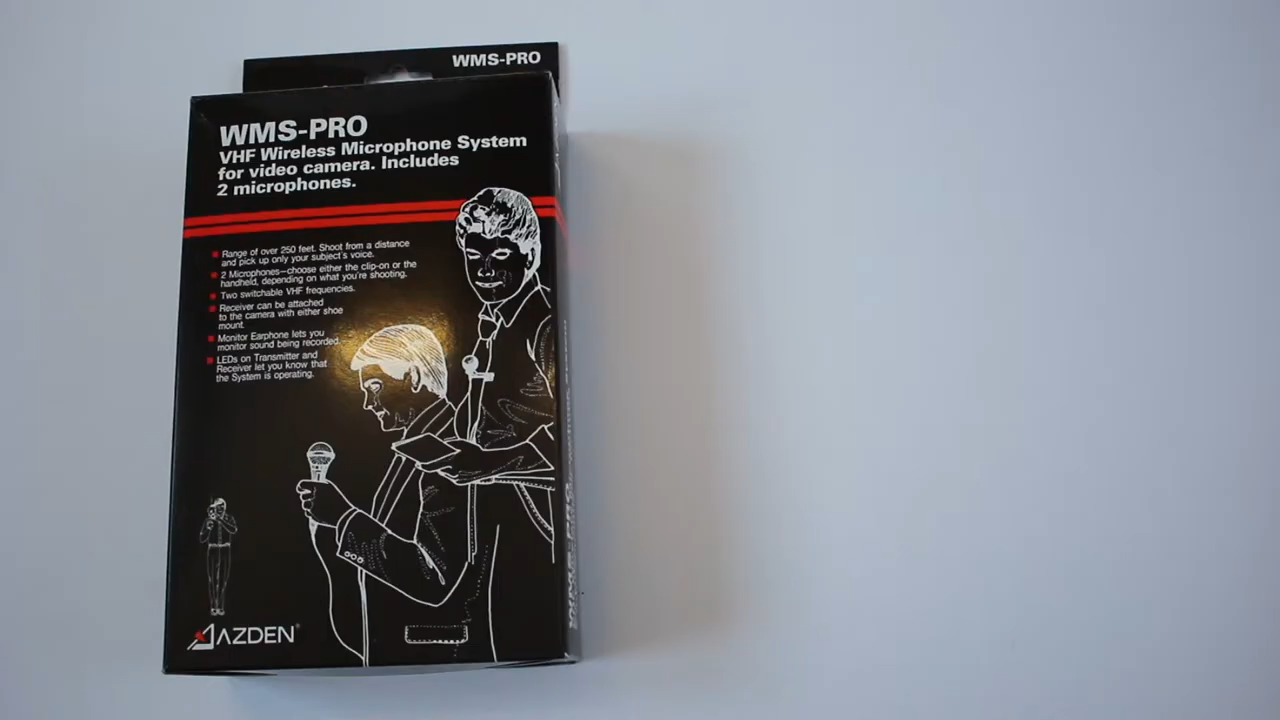 WMS-PRO
WMS-PRO
VHF Wireless Microphone System
for video camera. Includes
2 microphones.
Range of over 250 feet. Shoot from a distance
and pick up only your subject's voice.
2 Microphones—choose either the clip-on or the
handheld, depending on what you're shooting.
Two switchable VHF frequencies.
Receiver can be attached
to the camera with either shoe
mount.
Monitor Earphone lets you
monitor sound being recorded.
LEDs on Transmitter and
Receiver let you know that
the System is operating.
AZDEN®